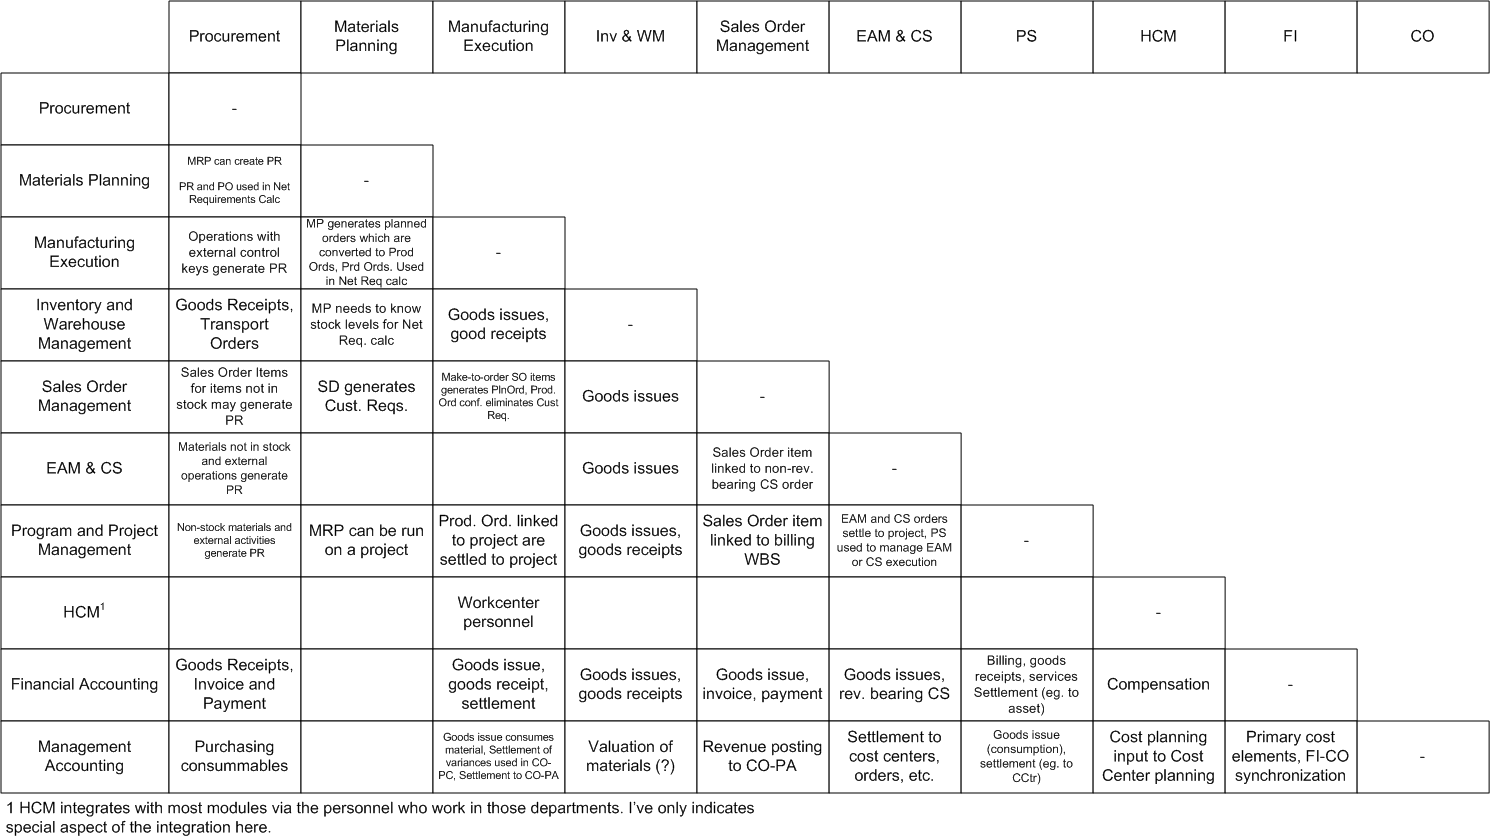 Procurement
Materials
Planning
Manufacturing
Execution
Inv & WM
Sales Order
Management
EAM & CS
PS
HCM
FI
CO
Procurement
-
Materials Planning
MRP can create PR
PR and PO used in Net
Requirements Calc
-
Manufacturing
Execution
Operations with
external control
keys generate PR
MP generates planned
orders which are
converted to Prod
Ords, Prd Ords. Used
in Net Req calc
-
Inventory and
Warehouse
Management
Goods Receipts,
Transport
Orders
MP needs to know
stock levels for Net
Req. calc
Goods issues,
good receipts
-
Sales Order
Management
Sales Order Items
for items not in
stock may generate
PR
SD generates
Cust. Reqs.
Make-to-order SO items
generates PlnOrd, Prod.
Ord conf. eliminates Cust
Req.
Goods issues
-
EAM & CS
Materials not in stock
and external
operations generate
PR
Goods issues
Sales Order item
linked to non-rev.
bearing CS order
-
Program and Project
Management
Non-stock materials and
external activities
generate PR
MRP can be run
on a project
Prod. Ord. linked
to project are
settled to project
Goods issues,
goods receipts
Sales Order item
linked to billing
WBS
EAM and CS orders
settle to project, PS
used to manage EAM
or CS execution
-
HCM1
Workcenter
personnel
-
Financial Accounting
Goods Receipts,
Invoice and
Payment
Goods issue,
goods receipt,
settlement
Goods issues,
goods receipts
Goods issue,
invoice, payment
Goods issues,
rev. bearing CS
Billing, goods
receipts, services
Settlement (eg. to
asset)
Compensation
-
Management
Accounting
Purchasing
consummables
Goods issue consumes
material, Settlement of
variances used in CO-
PC, Settlement to CO-PA
Valuation of
materials (?)
Revenue posting
to CO-PA
Settlement to
cost centers,
orders, etc.
Goods issue
(consumption),
settlement (eg. to
CCtr)
Cost planning
input to Cost
Center planning
Primary cost
elements, FI-CO
synchronization
-
1 HCM integrates with most modules via the personnel who work in those departments. I've only indicates
special aspect of the integration here.